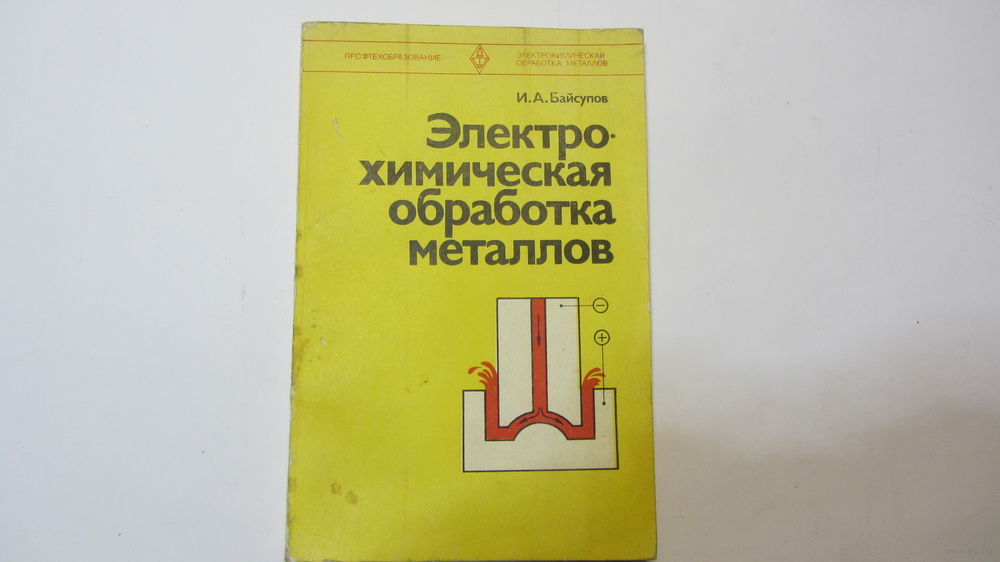 ПРОФТЕХОБРАЗОВАНИЕ
ЭЛЕКТРОХИМИЧЕСКАЯ
ОБРАБОТКА МЕТАЛЛОВ
И. А. Байсупов
Электро-
химическая
обработка
металлов
−
+